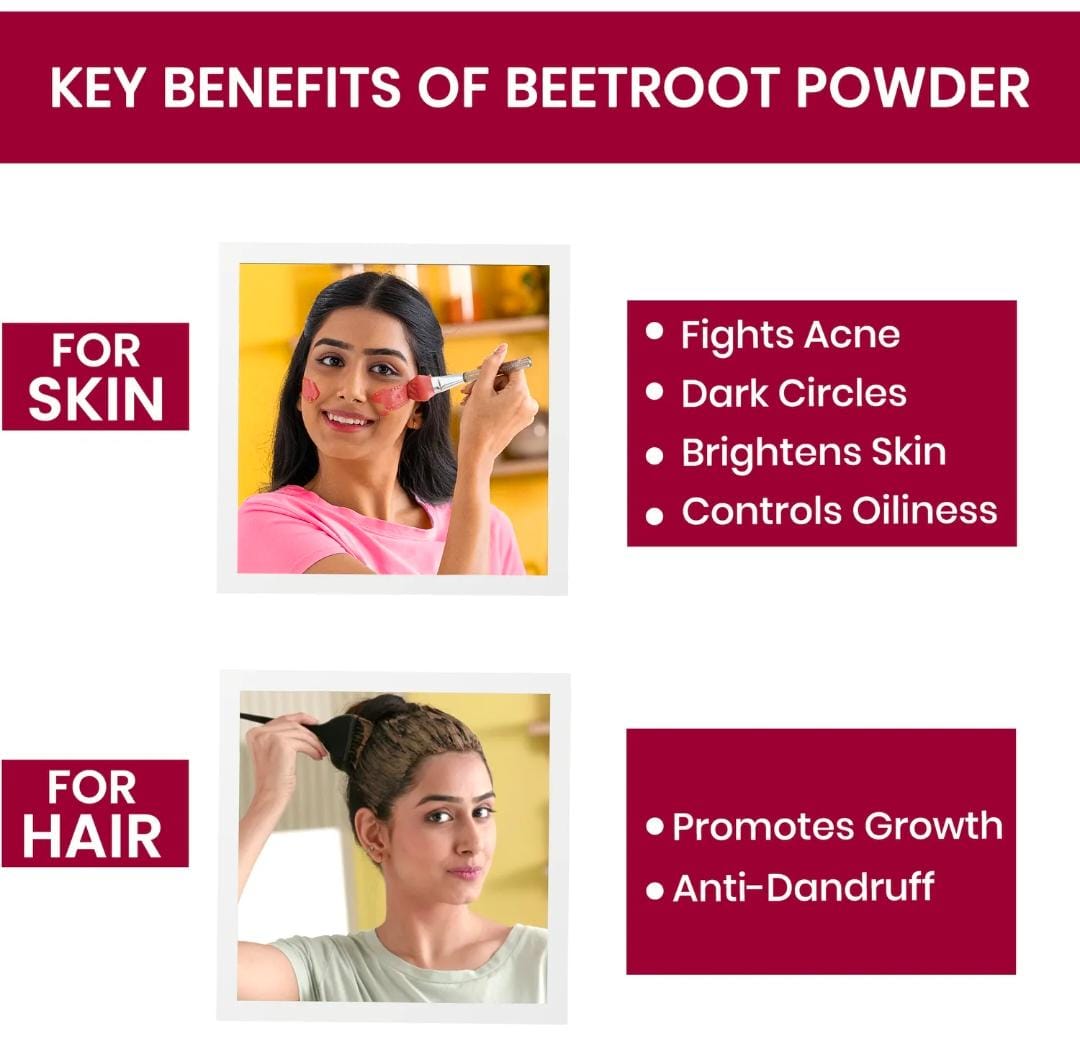 KEY BENEFITS OF BEETROOT POWDER
FOR
SKIN
• Fights Acne
• Dark Circles
• Brightens Skin
• Controls Oiliness
FOR
HAIR
• Promotes Growth
• Anti-Dandruff